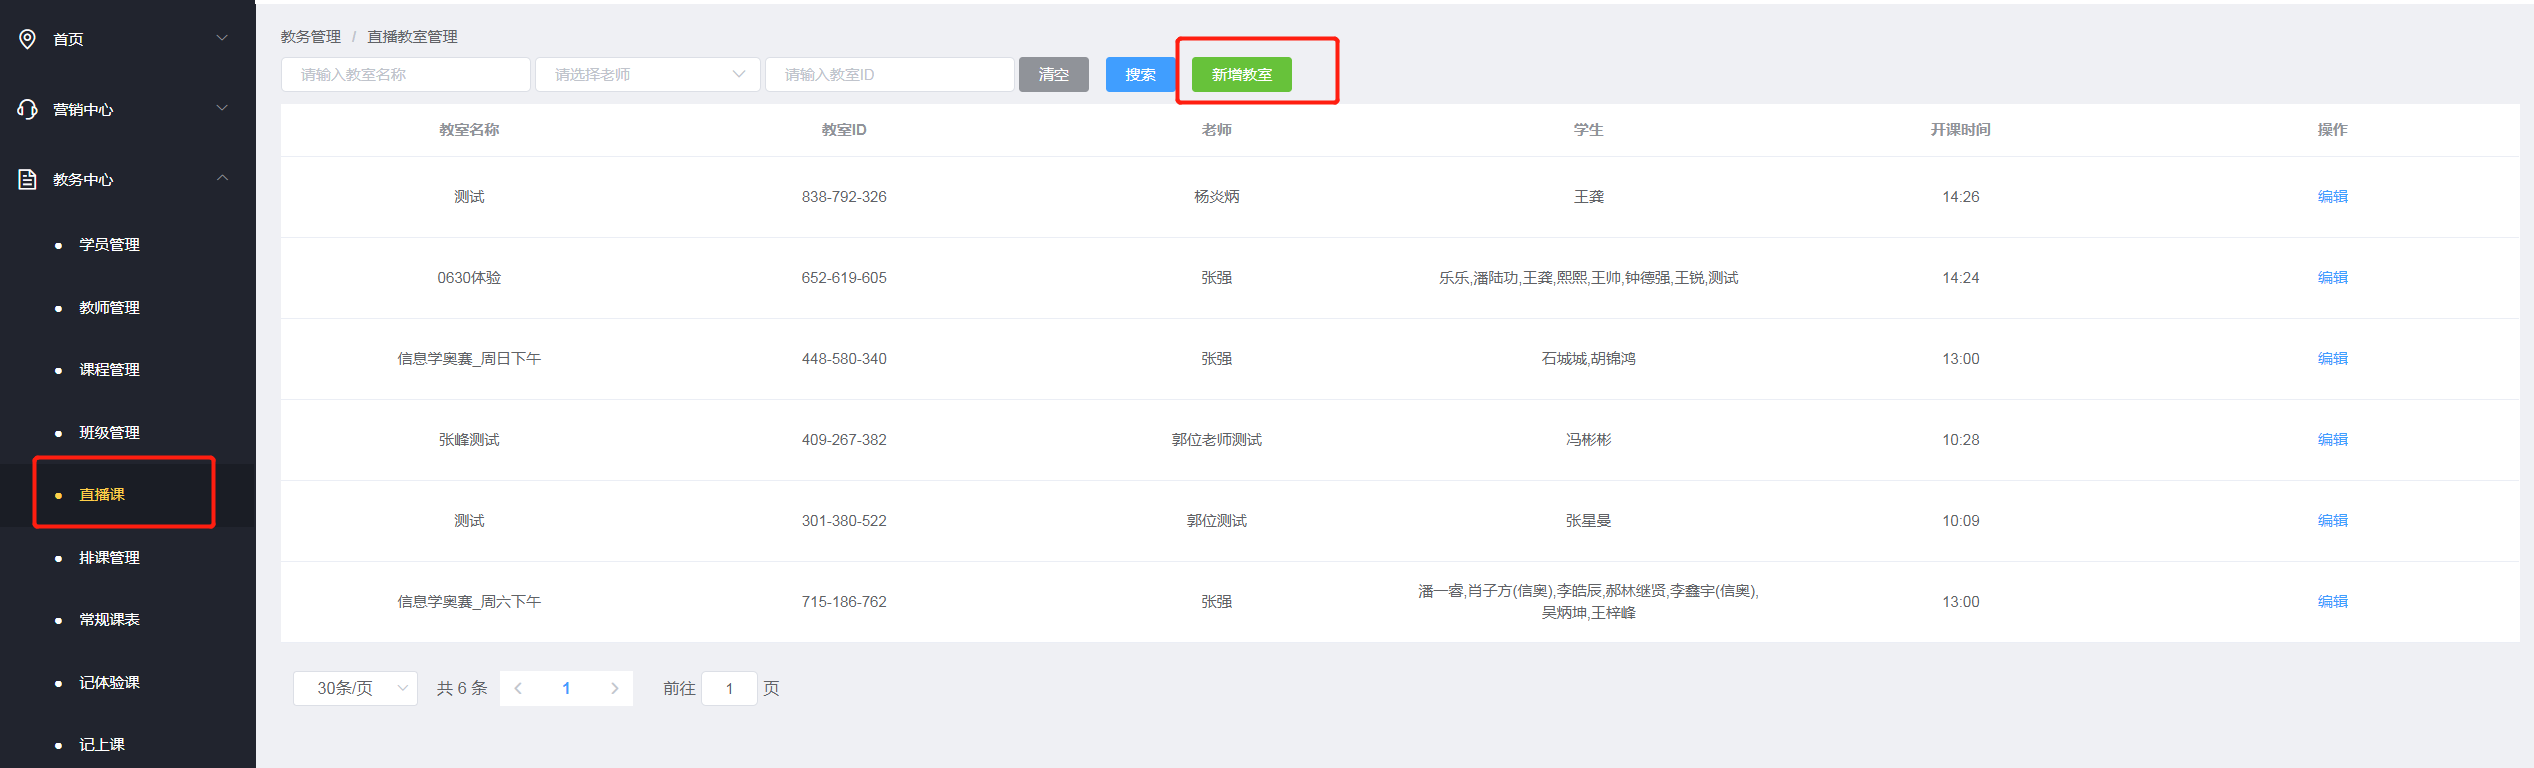 首页
营销中心
教务中心
学员管理
教师管理
课程管理
班级管理
直播课
排课管理
常规课表
记体验课
记上课
教务管理 / 直播教室管理
请输入教室名称 请选择老师 请输入教室ID 清空 搜索 新增教室
教室名称 教室ID 老师 学生 开课时间 操作
测试 838-792-326 杨炎炳 王龚 14:26 编辑
0630体验 652-619-605 张强 乐乐,潘陆功,王龚,熙熙,王帅,钟德强,王锐,测试 14:24 编辑
信息学奥赛_周日下午 448-580-340 张强 石城城,胡锦鸿 13:00 编辑
张峰测试 409-267-382 郭位老师测试 冯彬彬 10:28 编辑
测试 301-380-522 郭位测试 张星曼 10:09 编辑
信息学奥赛_周六下午 715-186-762 张强 潘一睿,肖子方(信奥),李皓辰,郝林继贤,李鑫宇(信奥), 13:00 编辑
吴炳坤,王梓峰
30条/页 共 6 条 1 前往 1 页